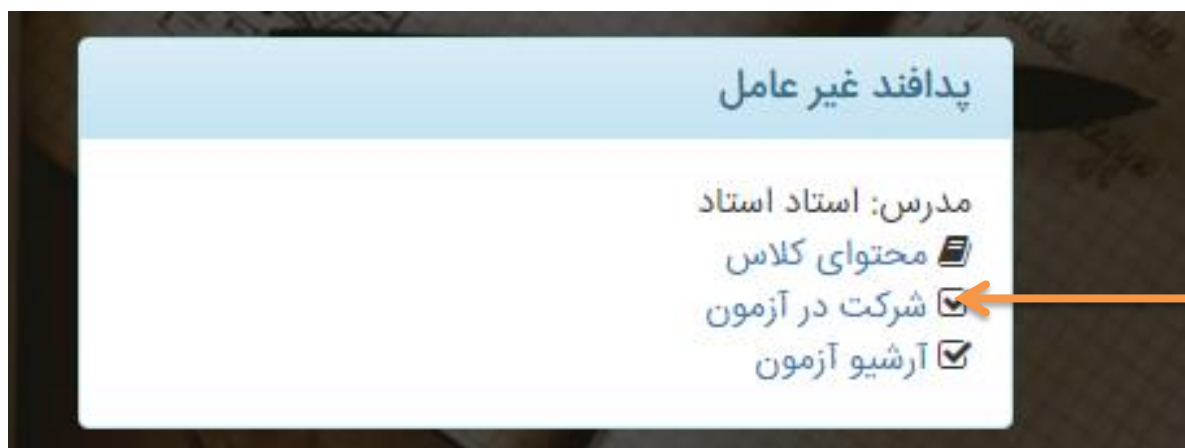 پدافند غیر عامل
مدرس: استاد استاد
محتوای کلاس
شرکت در آزمون
آرشیو آزمون